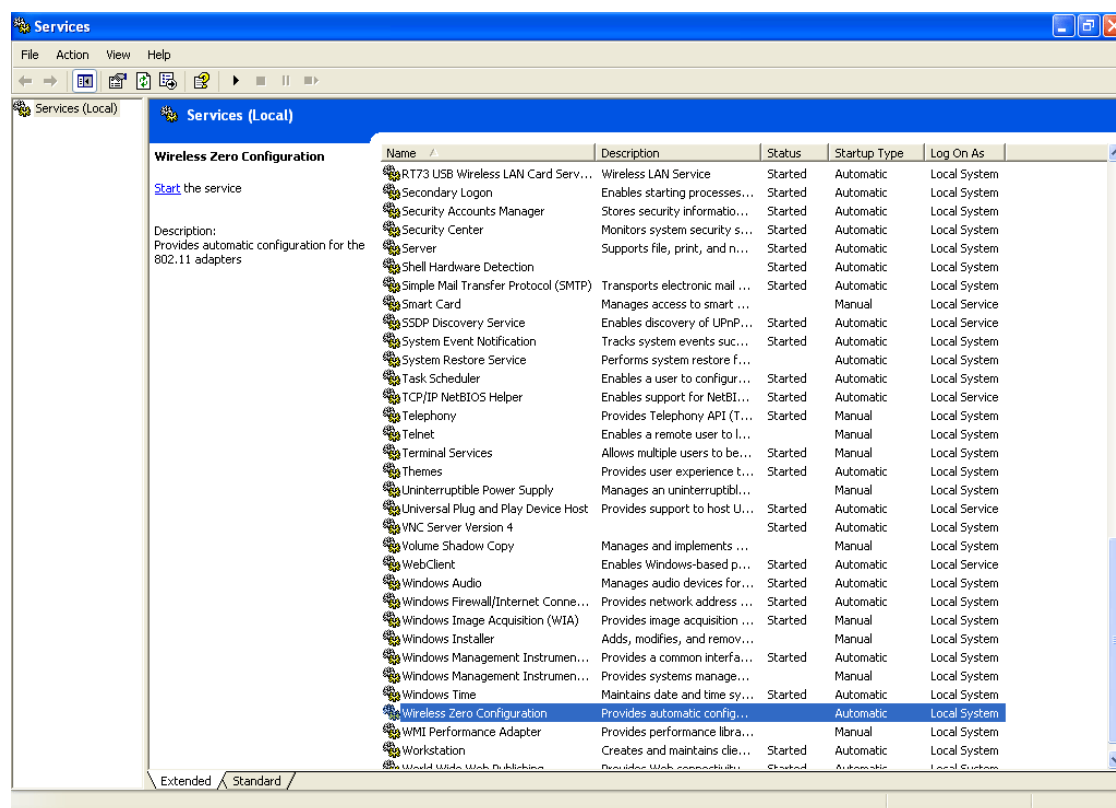 Services
File Action View Help
Services (Local)
Services (Local)
Wireless Zero Configuration
Start the service
Description:
Provides automatic configuration for the
802.11 adapters
Name Description Status Startup Type Log On As
RT73 USB Wireless LAN Card Serv... Wireless LAN Service Started Automatic Local System
Secondary Logon Enables starting processes... Started Automatic Local System
Security Accounts Manager Stores security informatio... Started Automatic Local System
Security Center Monitors system security s... Started Automatic Local System
Server Supports file, print, and n... Started Automatic Local System
Shell Hardware Detection Started Automatic Local System
Simple Mail Transfer Protocol (SMTP) Transports electronic mail ... Started Automatic Local System
Smart Card Manages access to smart ... Manual Local Service
SSDP Discovery Service Enables discovery of UPnP... Started Automatic Local Service
System Event Notification Tracks system events suc... Started Automatic Local System
System Restore Service Performs system restore f... Automatic Local System
Task Scheduler Enables a user to configur... Started Automatic Local System
TCP/IP NetBIOS Helper Enables support for NetBI... Started Automatic Local Service
Telephony Provides Telephony API (T... Started Manual Local System
Telnet Enables a remote user to l... Manual Local System
Terminal Services Allows multiple users to be... Started Manual Local System
Themes Provides user experience t... Started Automatic Local System
Uninterruptible Power Supply Manages an uninterruptibl... Manual Local System
Universal Plug and Play Device Host Provides support to host U... Started Automatic Local Service
VNC Server Version 4 Started Automatic Local System
Volume Shadow Copy Manages and implements ... Manual Local System
WebClient Enables Windows-based p... Started Automatic Local Service
Windows Audio Manages audio devices for... Started Automatic Local System
Windows Firewall/Internet Conne... Provides network address ... Started Automatic Local System
Windows Image Acquisition (WIA) Provides image acquisition ... Started Manual Local System
Windows Installer Adds, modifies, and remov... Manual Local System
Windows Management Instrumen... Provides a common interfa... Started Automatic Local System
Windows Management Instrumen... Provides systems manage... Manual Local System
Windows Time Maintains date and time sy... Started Automatic Local System
Wireless Zero Configuration Provides automatic config... Automatic Local System
WMI Performance Adapter Provides performance libra... Manual Local System
Workstation Creates and maintains clie... Started Automatic Local System
World Wide Web Publishing Provides Web connectivity Started Automatic Local System
Extended Standard